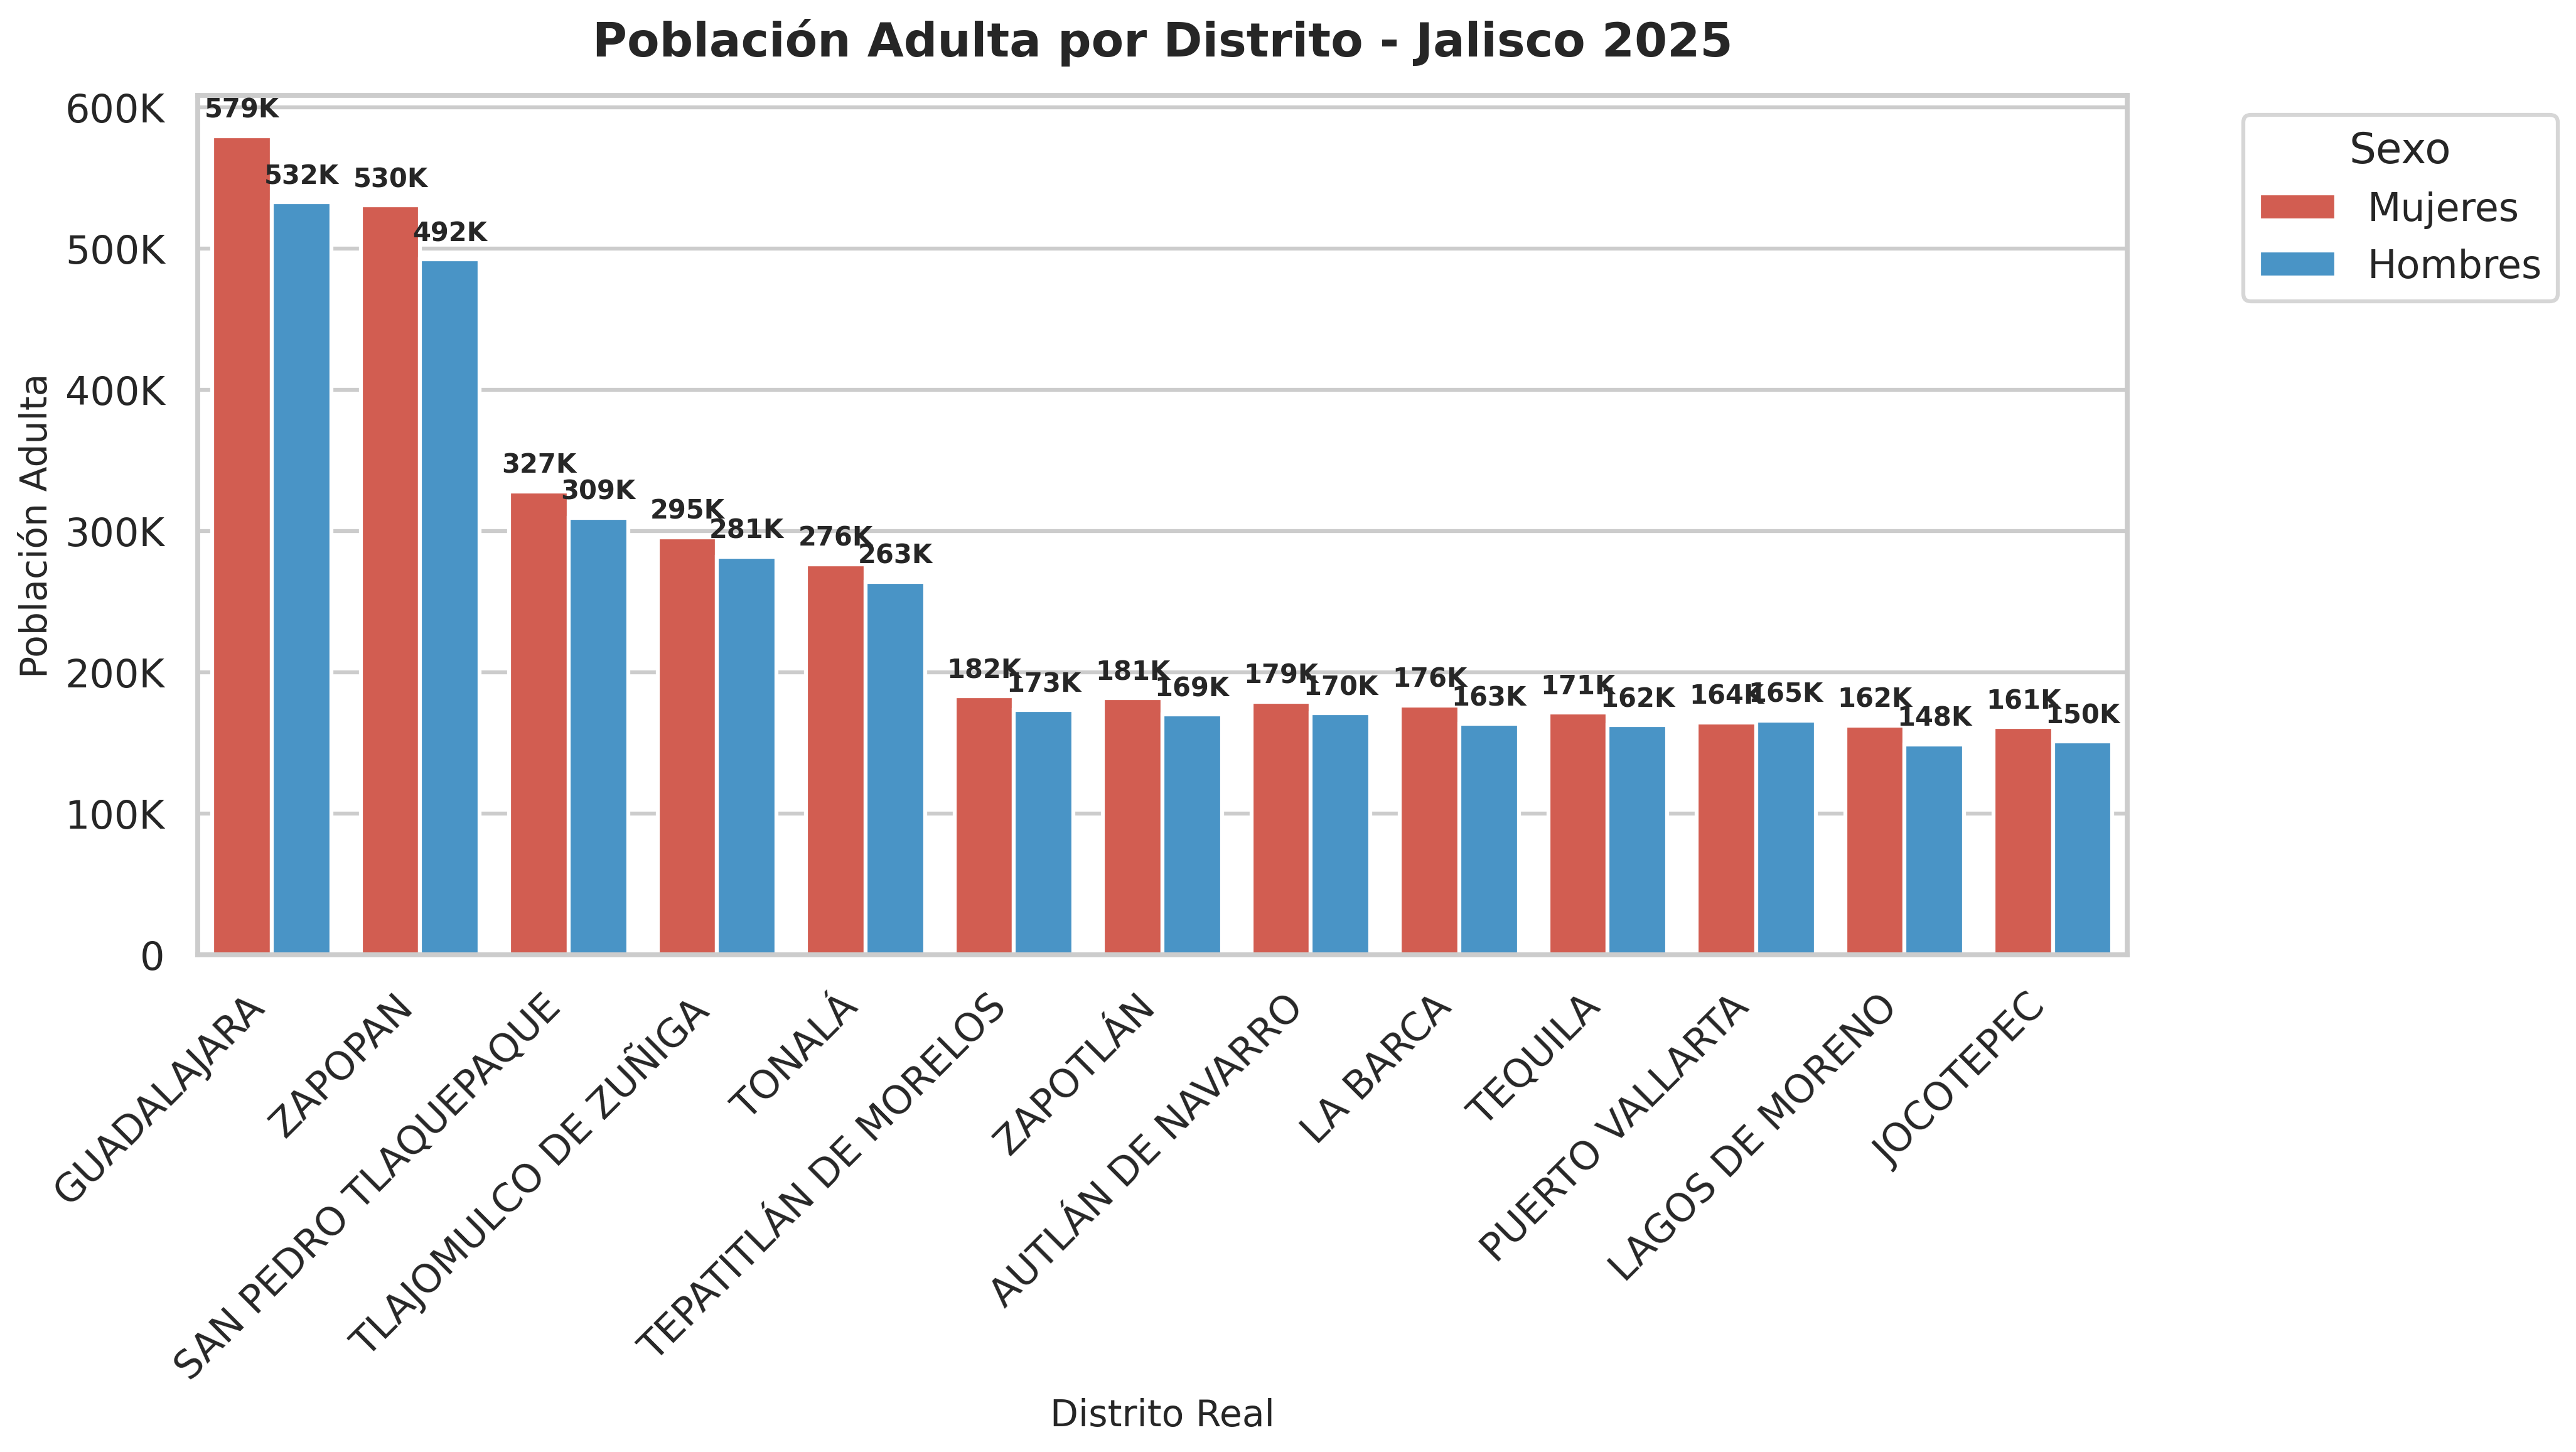 Población Adulta por Distrito - Jalisco 2025
Población Adulta
600K
500K
400K
300K
200K
100K
0
579K
532K
530K
492K
327K
309K
295K
281K
276K
263K
182K
173K
181K
169K
179K
170K
176K
163K
171K
162K
164K
165K
162K
148K
161K
150K
GUADALAJARA
ZAPOPAN
SAN PEDRO TLAQUEPAQUE
TLAJOMULCO DE ZUÑIGA
TONALÁ
TEPATITLÁN DE MORELOS
ZAPOTLÁN
AUTLÁN DE NAVARRO
LA BARCA
TEQUILA
PUERTO VALLARTA
LAGOS DE MORENO
JOCOTEPEC
Distrito Real
Sexo
Mujeres
Hombres